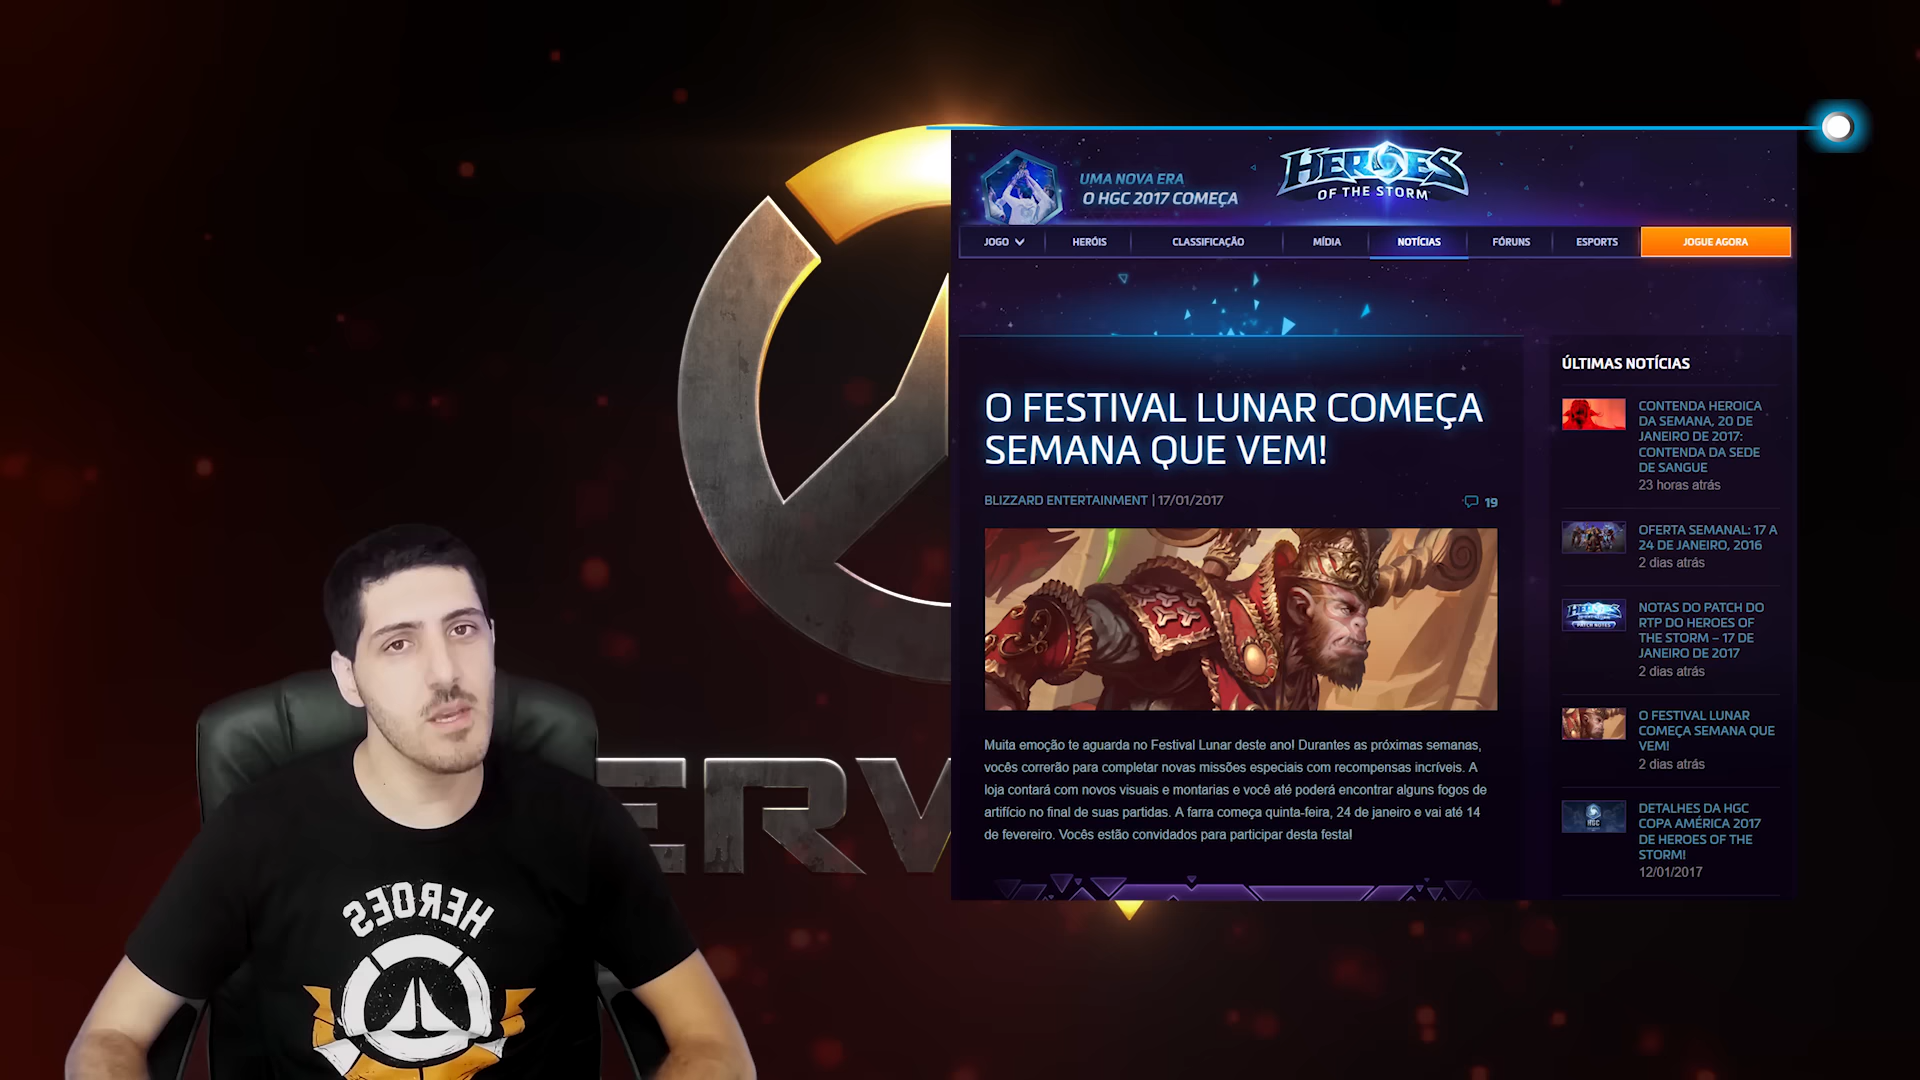 UMA NOVA ERA
O HGC 2017 COMEÇA
HEROES
OF THE STORM
JOGO
HERÓIS
CLASSIFICAÇÃO
MÍDIA
NOTÍCIAS
FÓRUNS
ESPORTS
JOGUE AGORA
O FESTIVAL LUNAR COMEÇA
SEMANA QUE VEM!
BLIZZARD ENTERTAINMENT | 17/01/2017
19
Muita emoção te aguarda no Festival Lunar deste ano! Durantes as próximas semanas,
vocês correrão para completar novas missões especiais com recompensas incríveis. A
loja contará com novos visuais e montarias e você até poderá encontrar alguns fogos de
artifício no final de suas partidas. A farra começa quinta-feira, 24 de janeiro e vai até 14
de fevereiro. Vocês estão convidados para participar desta festa!
ÚLTIMAS NOTÍCIAS
CONTENDA HEROICA
DA SEMANA, 20 DE
JANEIRO DE 2017:
CONTENDA DA SEDE
DE SANGUE
23 horas atrás
OFERTA SEMANAL: 17 A
24 DE JANEIRO, 2016
2 dias atrás
HEROES
PATCH NOTES
NOTAS DO PATCH DO
RTP DO HEROES OF
THE STORM – 17 DE
JANEIRO DE 2017
2 dias atrás
O FESTIVAL LUNAR
COMEÇA SEMANA QUE
VEM!
2 dias atrás
HGC
DETALHES DA HGC
COPA AMÉRICA 2017
DE HEROES OF THE
STORM!
12/01/2017
ERW
HEROES